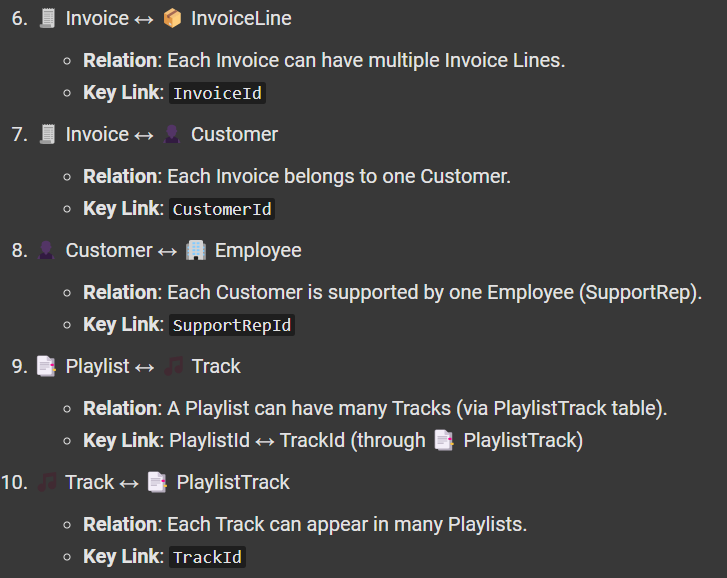 6. 🧾 Invoice ↔ 📦 InvoiceLine
◦ Relation: Each Invoice can have multiple Invoice Lines.
◦ Key Link: InvoiceId
7. 🧾 Invoice ↔ 👤 Customer
◦ Relation: Each Invoice belongs to one Customer.
◦ Key Link: CustomerId
8. 👤 Customer ↔ 🏢 Employee
◦ Relation: Each Customer is supported by one Employee (SupportRep).
◦ Key Link: SupportRepId
9. 📑 Playlist ↔ 🎵 Track
◦ Relation: A Playlist can have many Tracks (via PlaylistTrack table).
◦ Key Link: PlaylistId ↔ TrackId (through 📑 PlaylistTrack)
10. 🎵 Track ↔ 📑 PlaylistTrack
◦ Relation: Each Track can appear in many Playlists.
◦ Key Link: TrackId